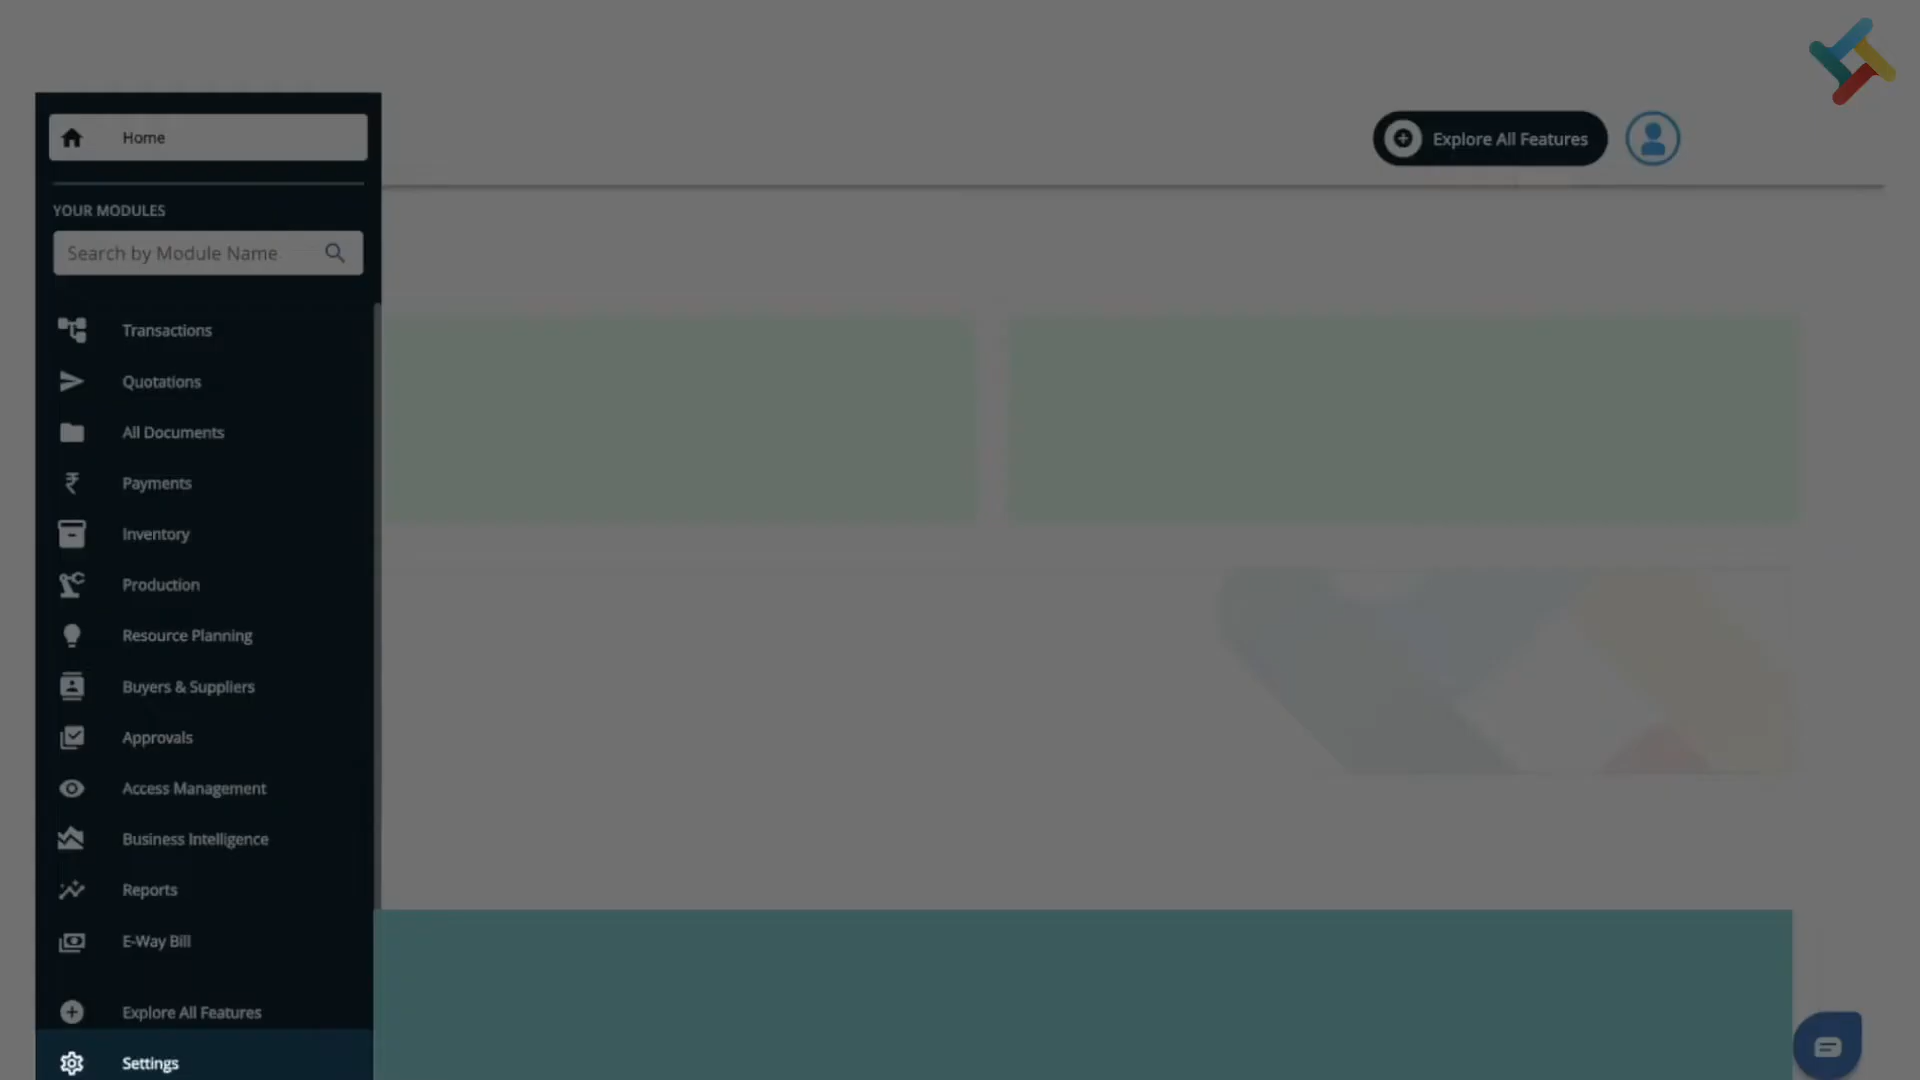 Home
Explore All Features
YOUR MODULES
Search by Module Name
Transactions
Quotations
All Documents
Payments
Inventory
Production
Resource Planning
Buyers & Suppliers
Approvals
Access Management
Business Intelligence
Reports
E-Way Bill
Explore All Features
Settings